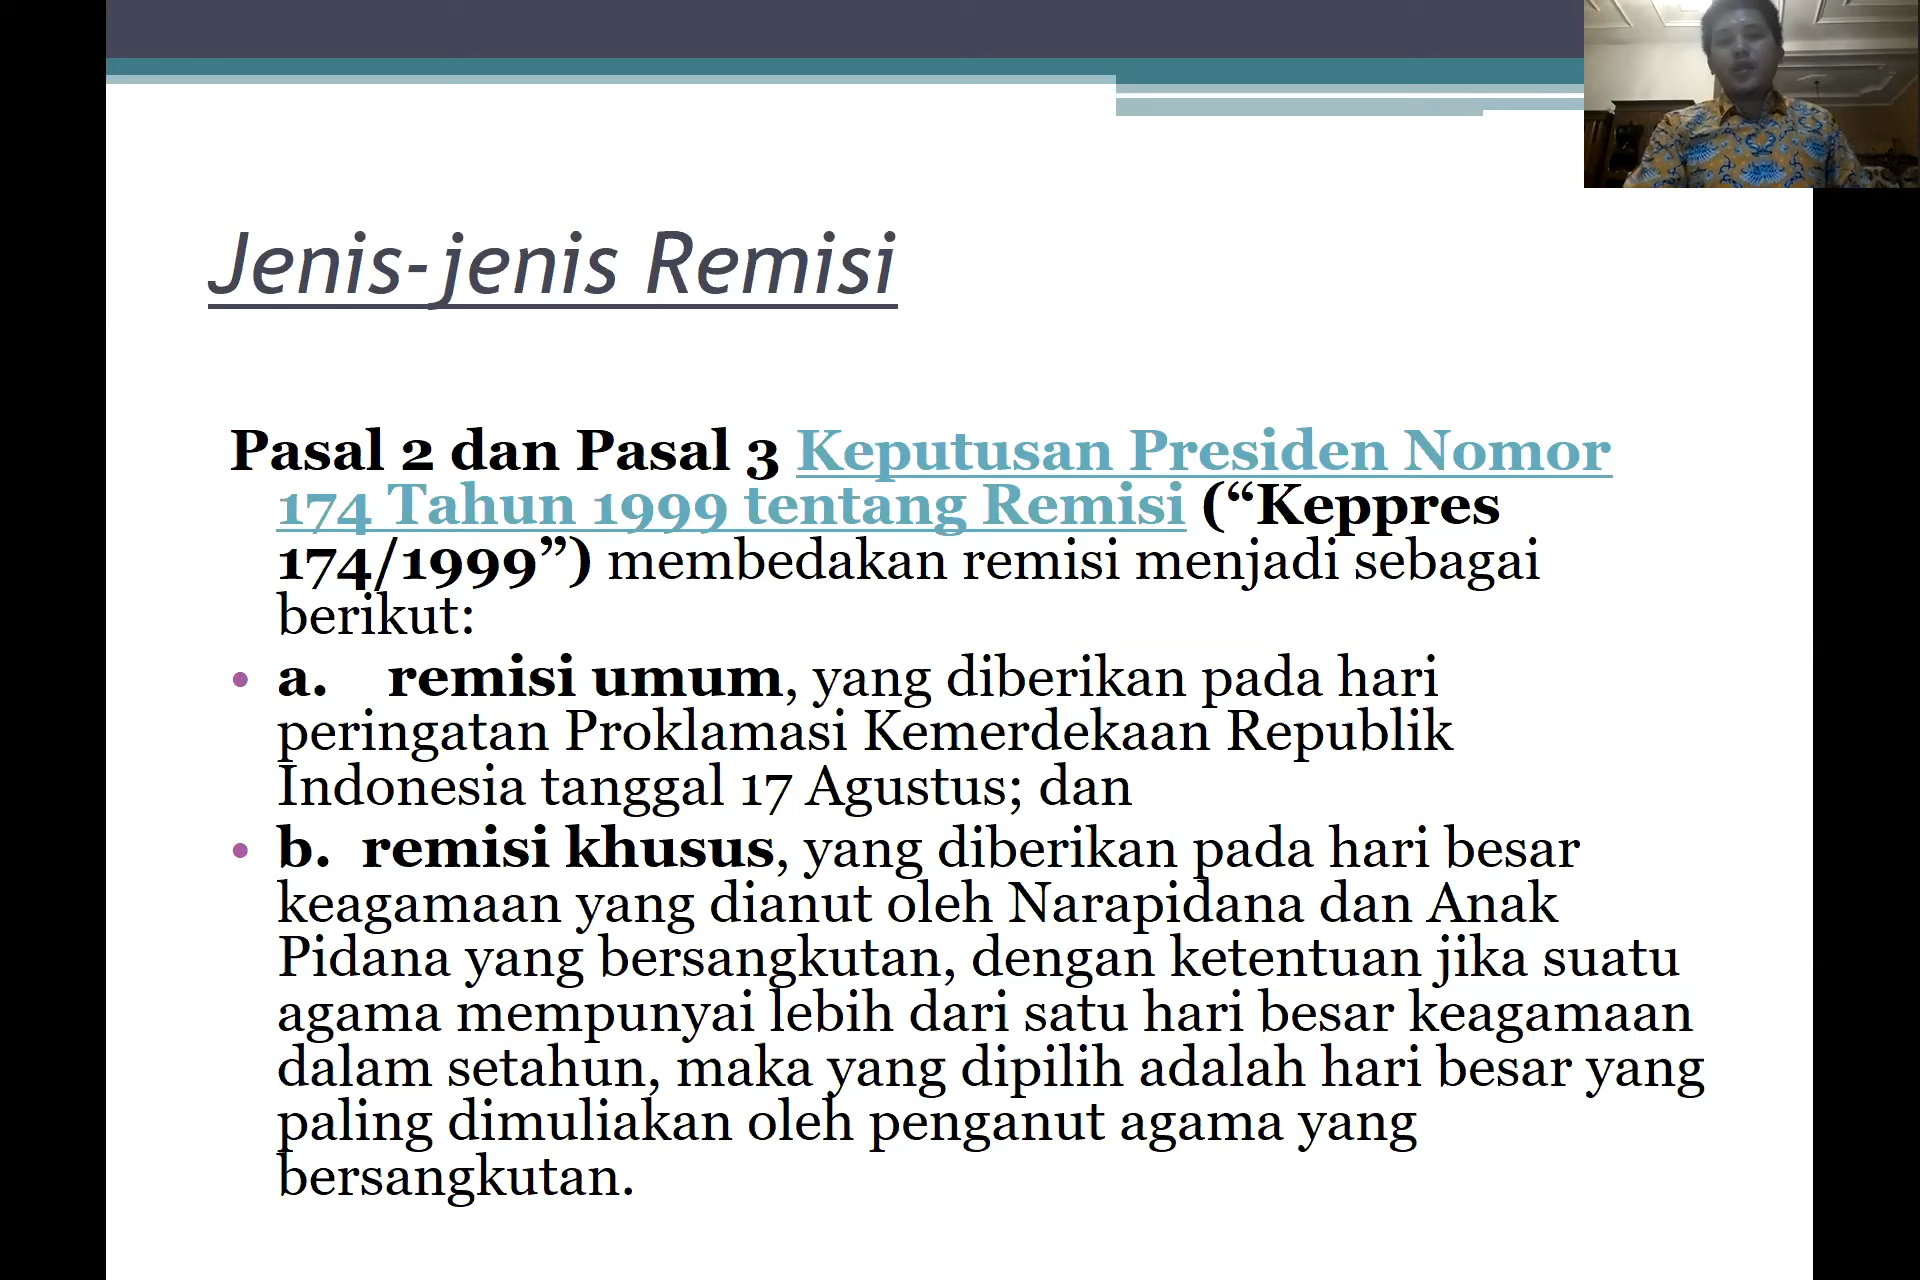 Jenis-jenis Remisi
Pasal 2 dan Pasal 3 Keputusan Presiden Nomor
174 Tahun 1999 tentang Remisi (“Keppres
174/1999”) membedakan remisi menjadi sebagai
berikut:
• a. remisi umum, yang diberikan pada hari
peringatan Proklamasi Kemerdekaan Republik
Indonesia tanggal 17 Agustus; dan
• b. remisi khusus, yang diberikan pada hari besar
keagamaan yang dianut oleh Narapidana dan Anak
Pidana yang bersangkutan, dengan ketentuan jika suatu
agama mempunyai lebih dari satu hari besar keagamaan
dalam setahun, maka yang dipilih adalah hari besar yang
paling dimuliakan oleh penganut agama yang
bersangkutan.